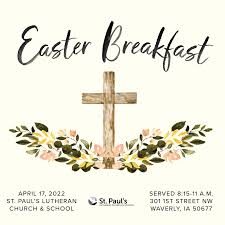 Easter Breakfast
APRIL 17, 2022
ST. PAUL'S LUTHERAN
CHURCH & SCHOOL
St. Paul's
SERVED 8:15-11 A.M.
301 1ST STREET NW
WAVERLY, IA 50677